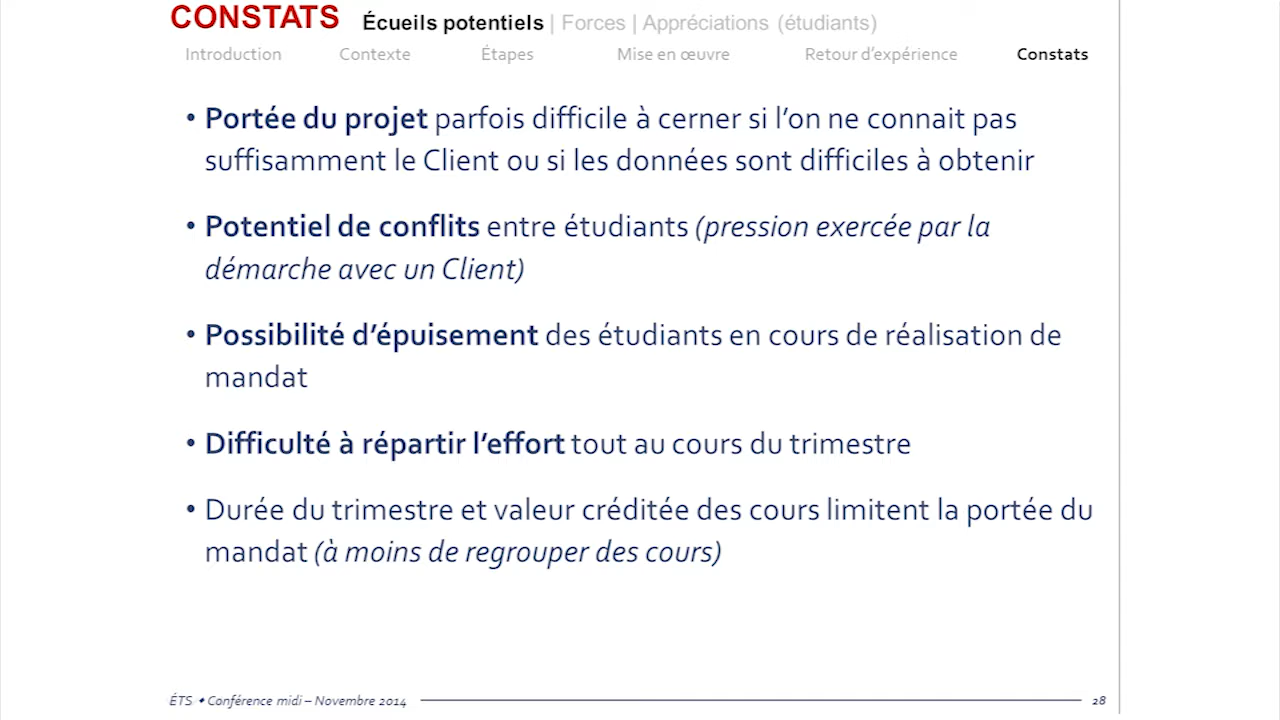 CONSTATS Écueils potentiels | Forces | Appréciations (étudiants)
Introduction Contexte Étapes Mise en œuvre Retour d'expérience Constats
• Portée du projet parfois difficile à cerner si l'on ne connait pas
suffisamment le Client ou si les données sont difficiles à obtenir
• Potentiel de conflits entre étudiants (pression exercée par la
démarche avec un Client)
• Possibilité d'épuisement des étudiants en cours de réalisation de
mandat
• Difficulté à répartir l'effort tout au cours du trimestre
• Durée du trimestre et valeur créditée des cours limitent la portée du
mandat (à moins de regrouper des cours)
ÉTS ◆ Conférence midi – Novembre 2014 28